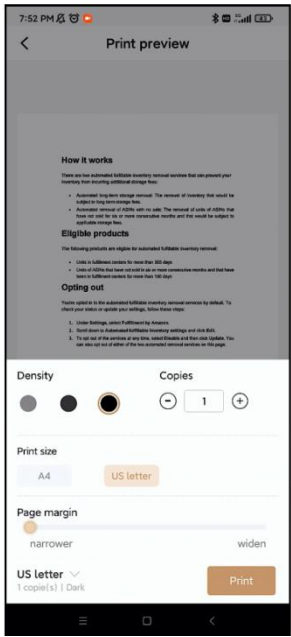 7:52 PM
43
Print preview
How it works
There are two automated fulfillable inventory removal services that can prevent your
inventory from incurring additional storage fees:
• Automated long-term storage removal: The removal of inventory that would be
subject to long-term storage fees.
• Automated removal of ASINs with no sale: The removal of units of ASINs that
have not sold for six or more consecutive months and that would be subject to
applicable storage fees.
Eligible products
The following products are eligible for automated fulfillable inventory removal:
• Units in fulfillment centers for more than 365 days
• Units of ASINs that have not sold in six or more consecutive months and that have
been in fulfillment centers for more than 180 days
Opting out
You're opted in to the automated fulfillable inventory removal services by default. To
check your status or update your settings, follow these steps:
1. Under Settings, select Fulfillment by Amazon.
2. Scroll down to Automated fulfillable inventory settings and click Edit.
3. To opt out of the services at any time, select Disable and then click Update. You
can also opt out of either of the two automated removal services on this page.
Density
Copies
1
Print size
A4
US letter
Page margin
narrower
widen
US letter
1 copie(s) | Dark
Print